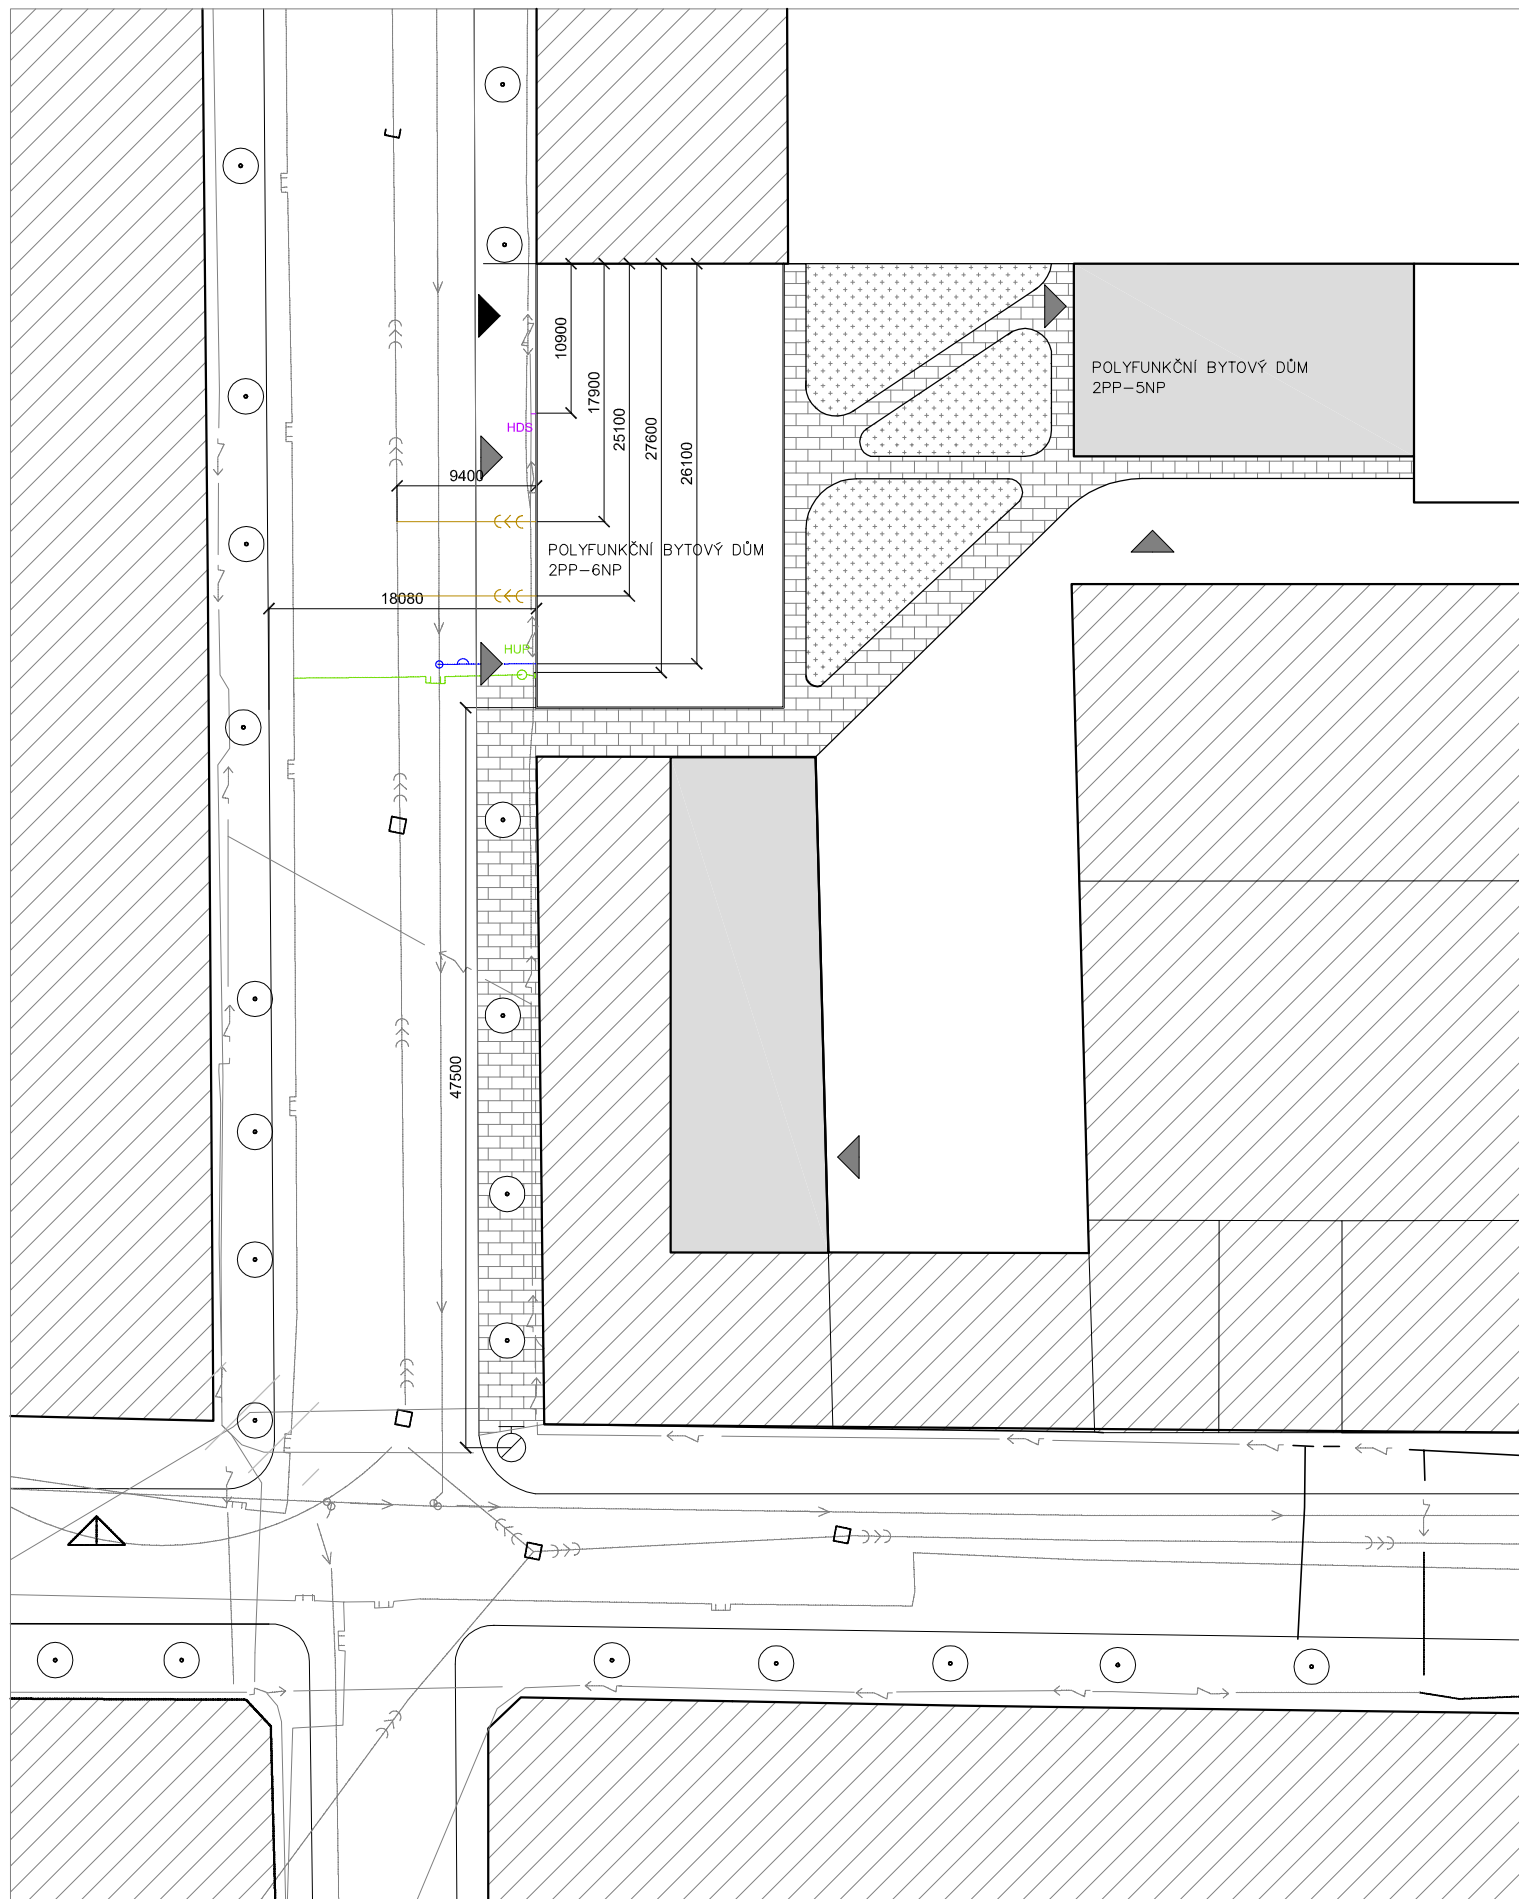 10900
17900
25100
27600
26100
POLYFUNKČNÍ BYTOVÝ DŮM
2PP-5NP
HDS
9400
POLYFUNKČNÍ BYTOVÝ DŮM
2PP-6NP
18080
HUP
47500